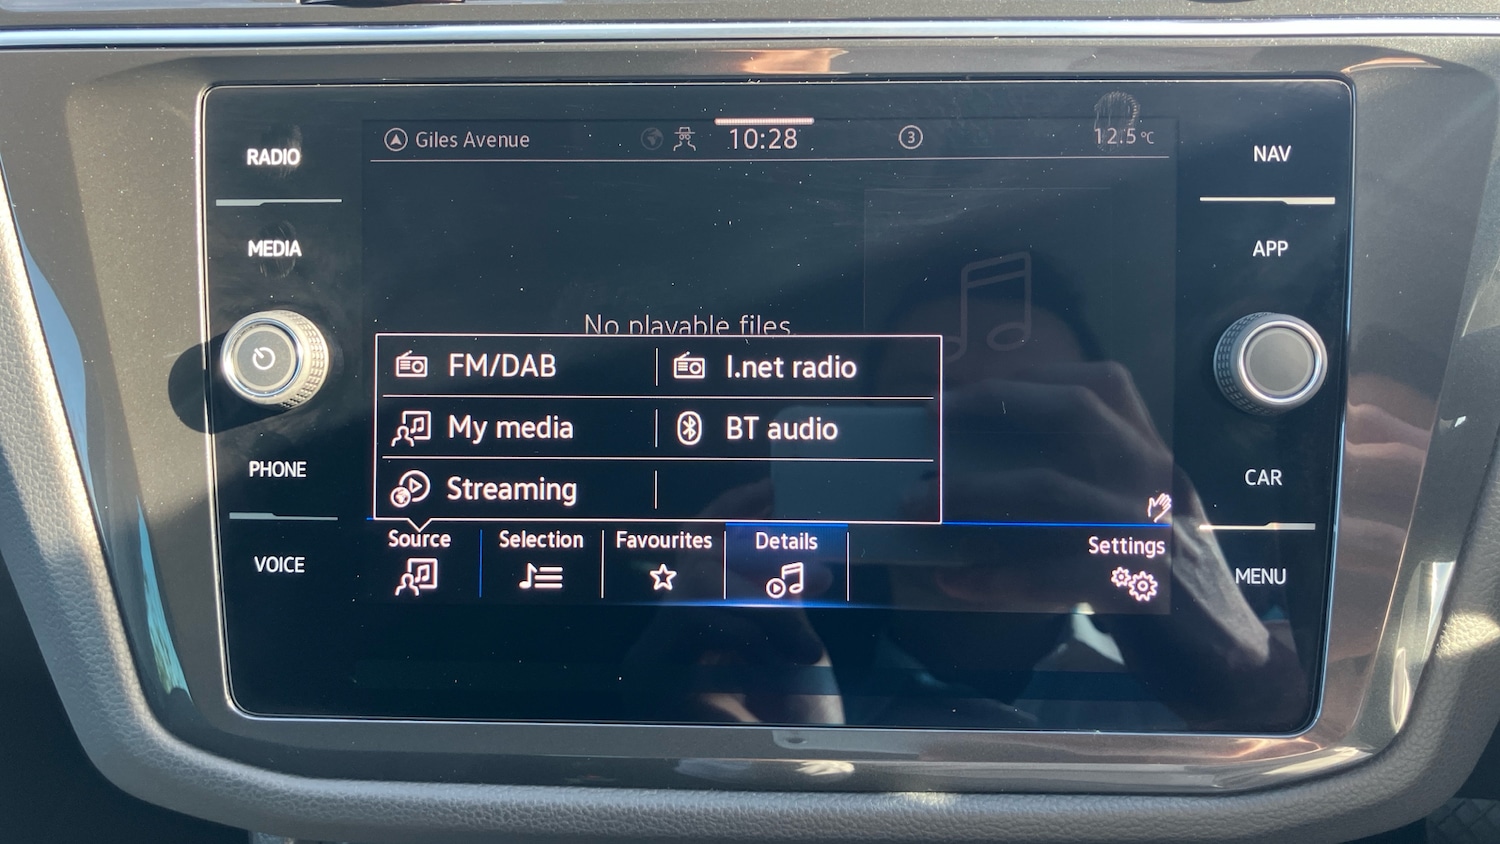 RADIO
MEDIA
PHONE
VOICE
Giles Avenue
10:28
3
12.5°C
No playable files.
FM/DAB
I.net radio
My media
BT audio
Streaming
Source
Selection
Favourites
Details
Settings
NAV
APP
CAR
MENU